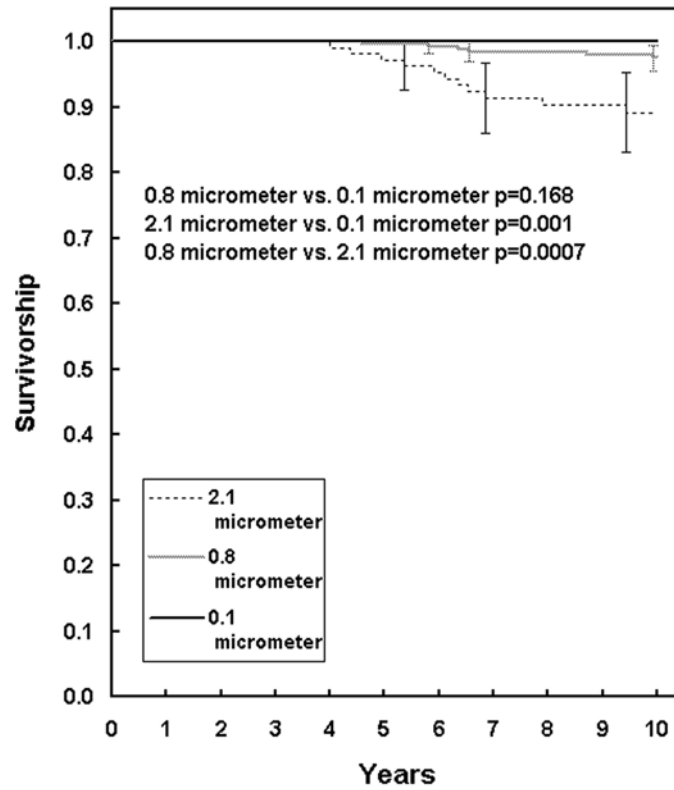 1.0
0.9
0.8
0.7
0.6
0.5
0.4
0.3
0.2
0.1
0.0
Survivorship
0.8 micrometer vs. 0.1 micrometer p=0.168
2.1 micrometer vs. 0.1 micrometer p=0.001
0.8 micrometer vs. 2.1 micrometer p=0.0007
2.1
micrometer
0.8
micrometer
0.1
micrometer
0 1 2 3 4 5 6 7 8 9 10
Years